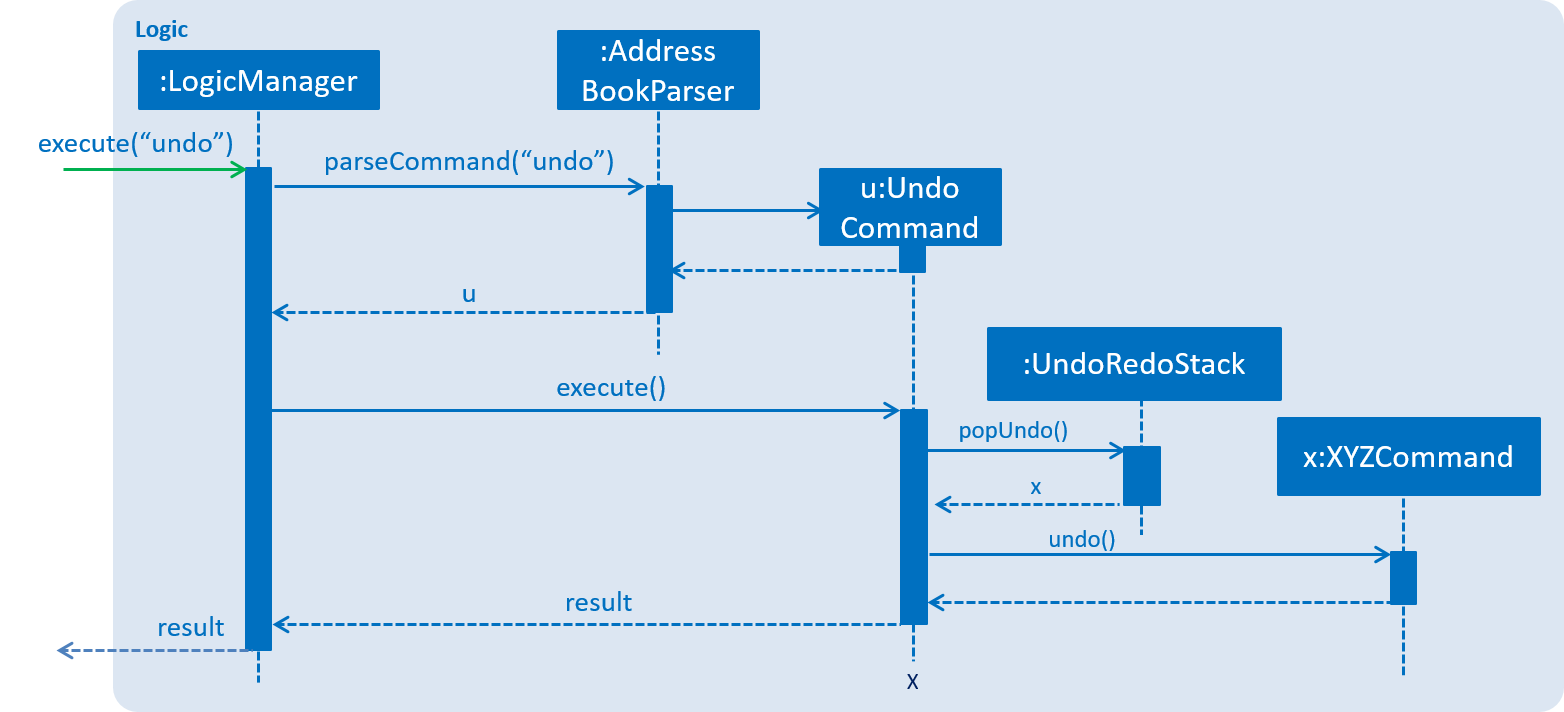 Logic
:LogicManager
:Address
BookParser
execute(“undo”)
parseCommand(“undo”)
u:Undo
Command
u
:UndoRedoStack
execute()
popUndo()
x:XYZCommand
x
undo()
result
result
X